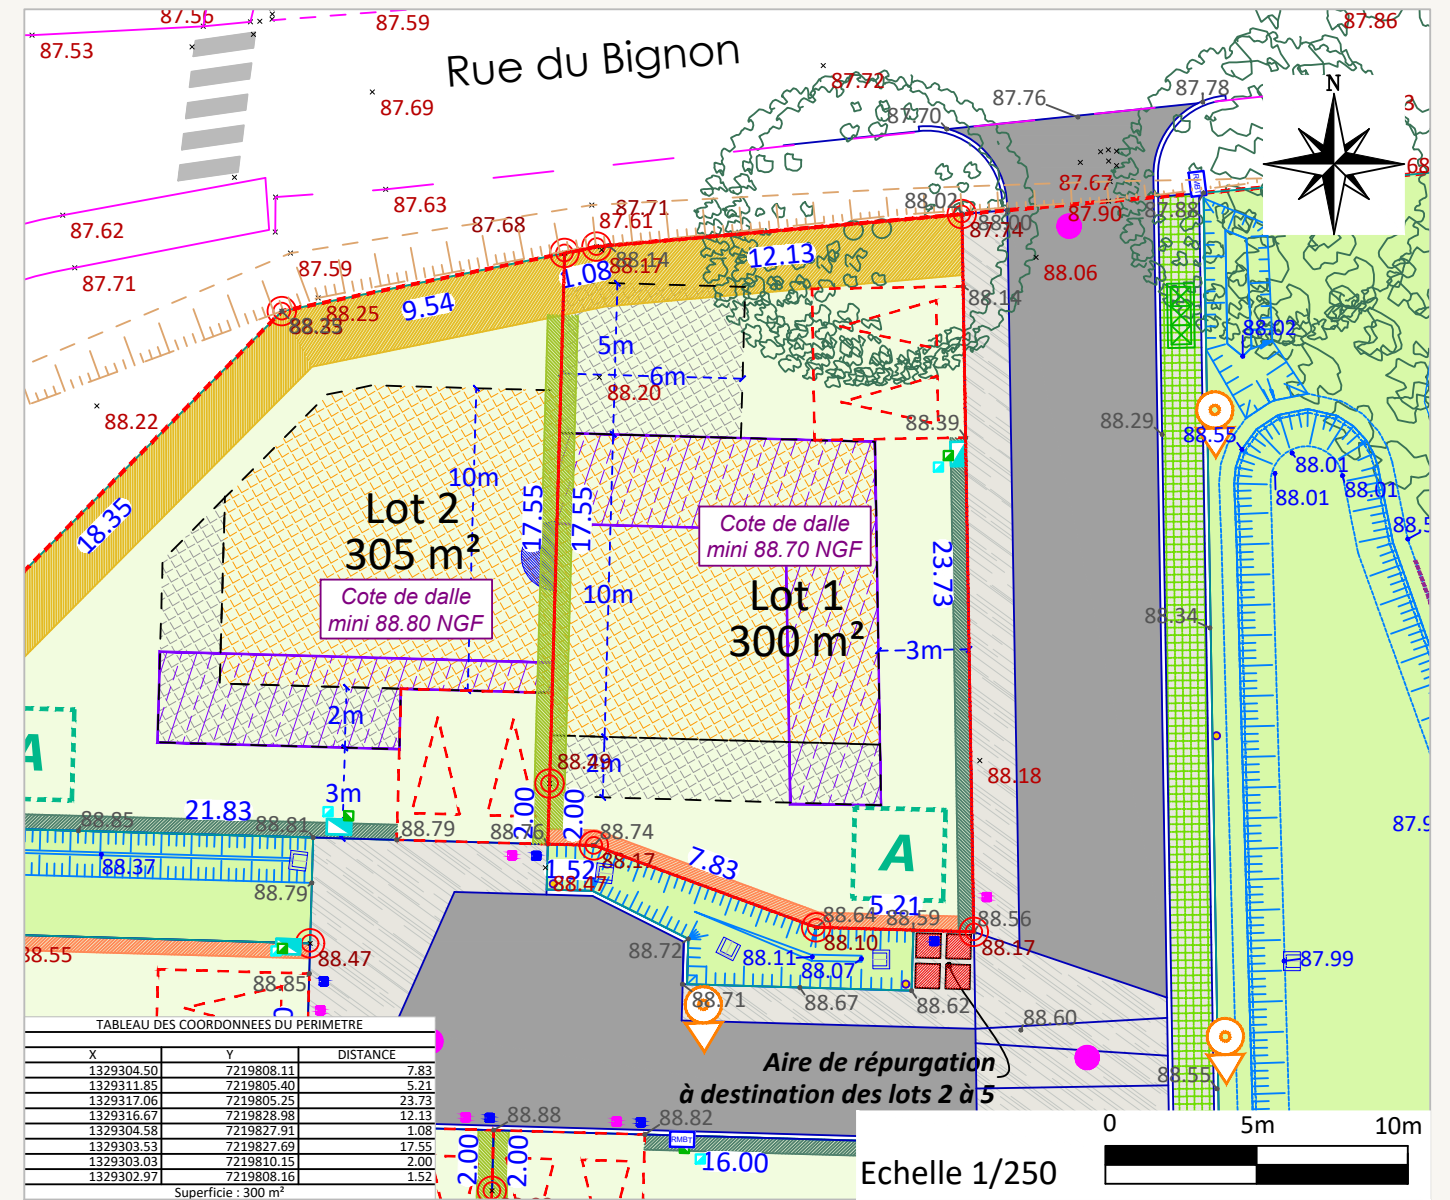 87.56
87.59
87.86
87.53
Rue du Bignon
87.72
87.69
87.76
87.78
87.70
N
87.67
87.63
87.71
87.61
88.02
87.90
87.88
87.62
87.68
87.74
88.00
87.71
87.59
1.08
88.14
88.17
12.13
88.06
88.25
9.54
88.14
88.33
88.02
5m
6m
88.20
88.22
88.39
88.29
88.55
88.01
88.01
88.01
10m
18.35
Lot 2
305 m²
17.55
17.55
Cote de dalle
mini 88.70 NGF
23.73
Cote de dalle
mini 88.80 NGF
10m
Lot 1
300 m²
88.34
3m
2m
A
88.49
2m
88.18
3m
21.83
88.85
88.81
88.79
88.76
2.00
2.00
88.74
A
88.37
88.17
7.83
1.52
88.47
88.79
5.21
88.64
88.59
88.56
88.55
88.47
88.10
88.17
88.72
88.11
88.07
87.99
88.85
88.71
88.67
88.62
88.60
Aire de répurgation
à destination des lots 2 à 5
88.55
TABLEAU DES COORDONNEES DU PERIMETRE
X Y DISTANCE
1329304.50 7219808.11 7.83
1329311.85 7219805.40 5.21
1329317.06 7219805.25 23.73
1329316.67 7219828.98 12.13
1329304.58 7219827.91 1.08
1329303.53 7219827.69 17.55
1329303.03 7219810.15 2.00
1329302.97 7219808.16 1.52
Superficie : 300 m²
88.88
88.82
RMBT
2.00
2.00
16.00
Echelle 1/250
0 5m 10m